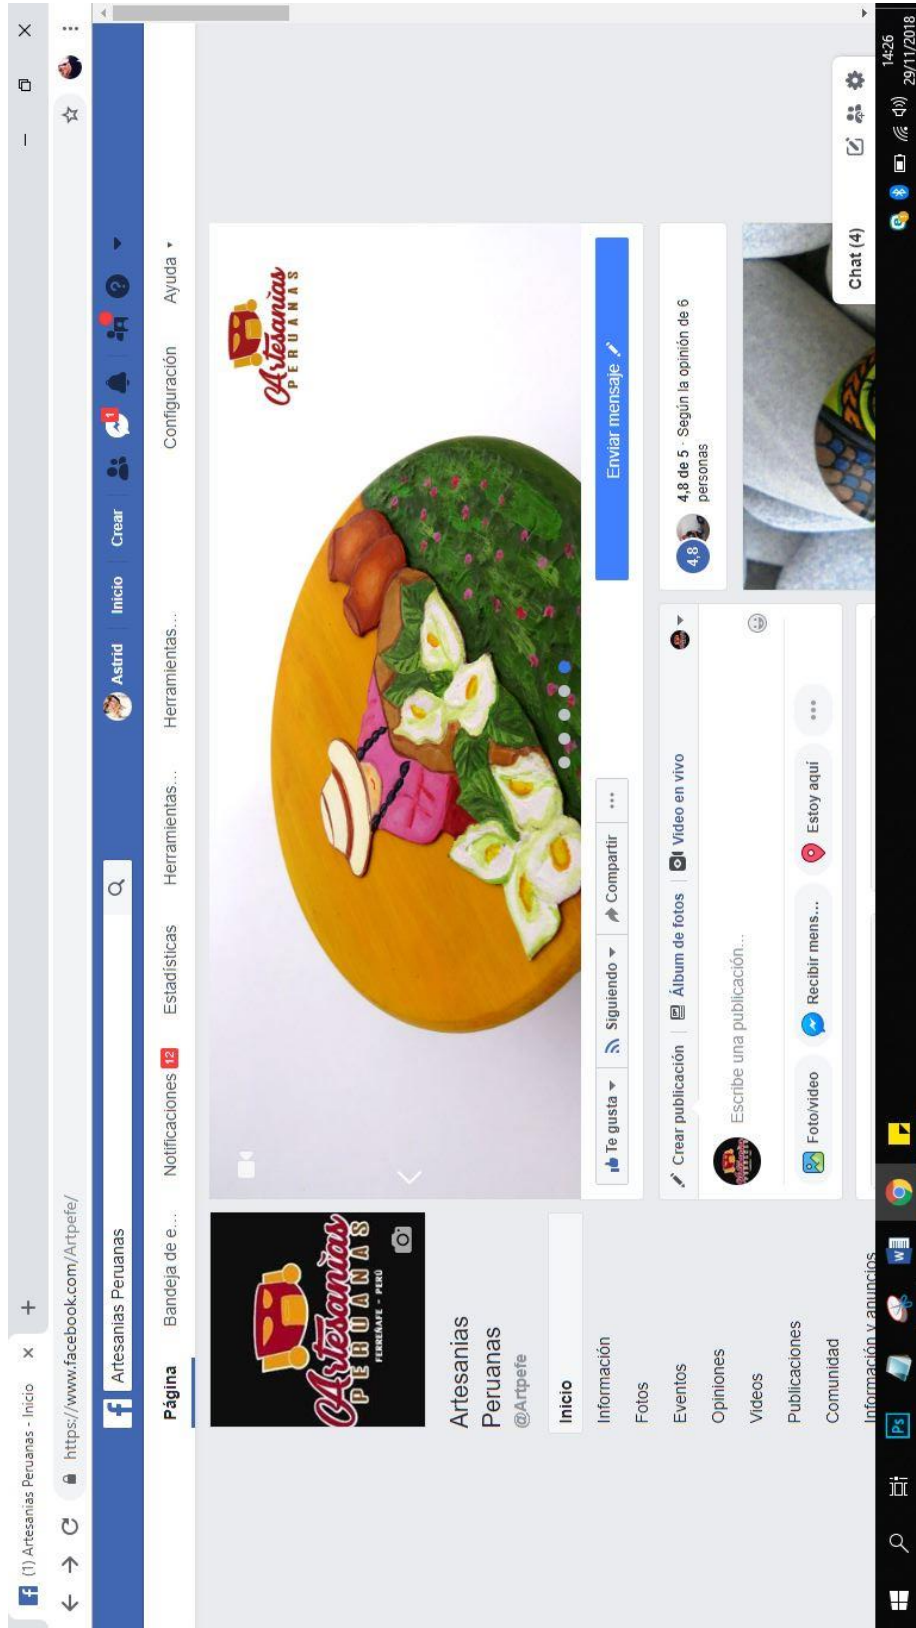 (1) Artesanias Peruanas - Inicio
https://www.facebook.com/Artpefe/
Artesanias Peruanas
Astrid
Inicio
Crear
1
Página
Bandeja de e...
Notificaciones 12
Estadísticas
Herramientas...
Herramientas...
Configuración
Ayuda
Artesanías
PERUANAS
FERREÑAFE - PERÚ
Artesanías
PERUANAS
Artesanias
Peruanas
@Artpefe
Inicio
Información
Fotos
Eventos
Opiniones
Videos
Publicaciones
Comunidad
Información y anuncios
Te gusta
Siguiendo
Compartir
Enviar mensaje
Crear publicación
Álbum de fotos
Video en vivo
Escribe una publicación...
Foto/video
Recibir mens...
Estoy aquí
4,8
4,8 de 5 · Según la opinión de 6
personas
Chat (4)
Ps
W
14:26
29/11/2018